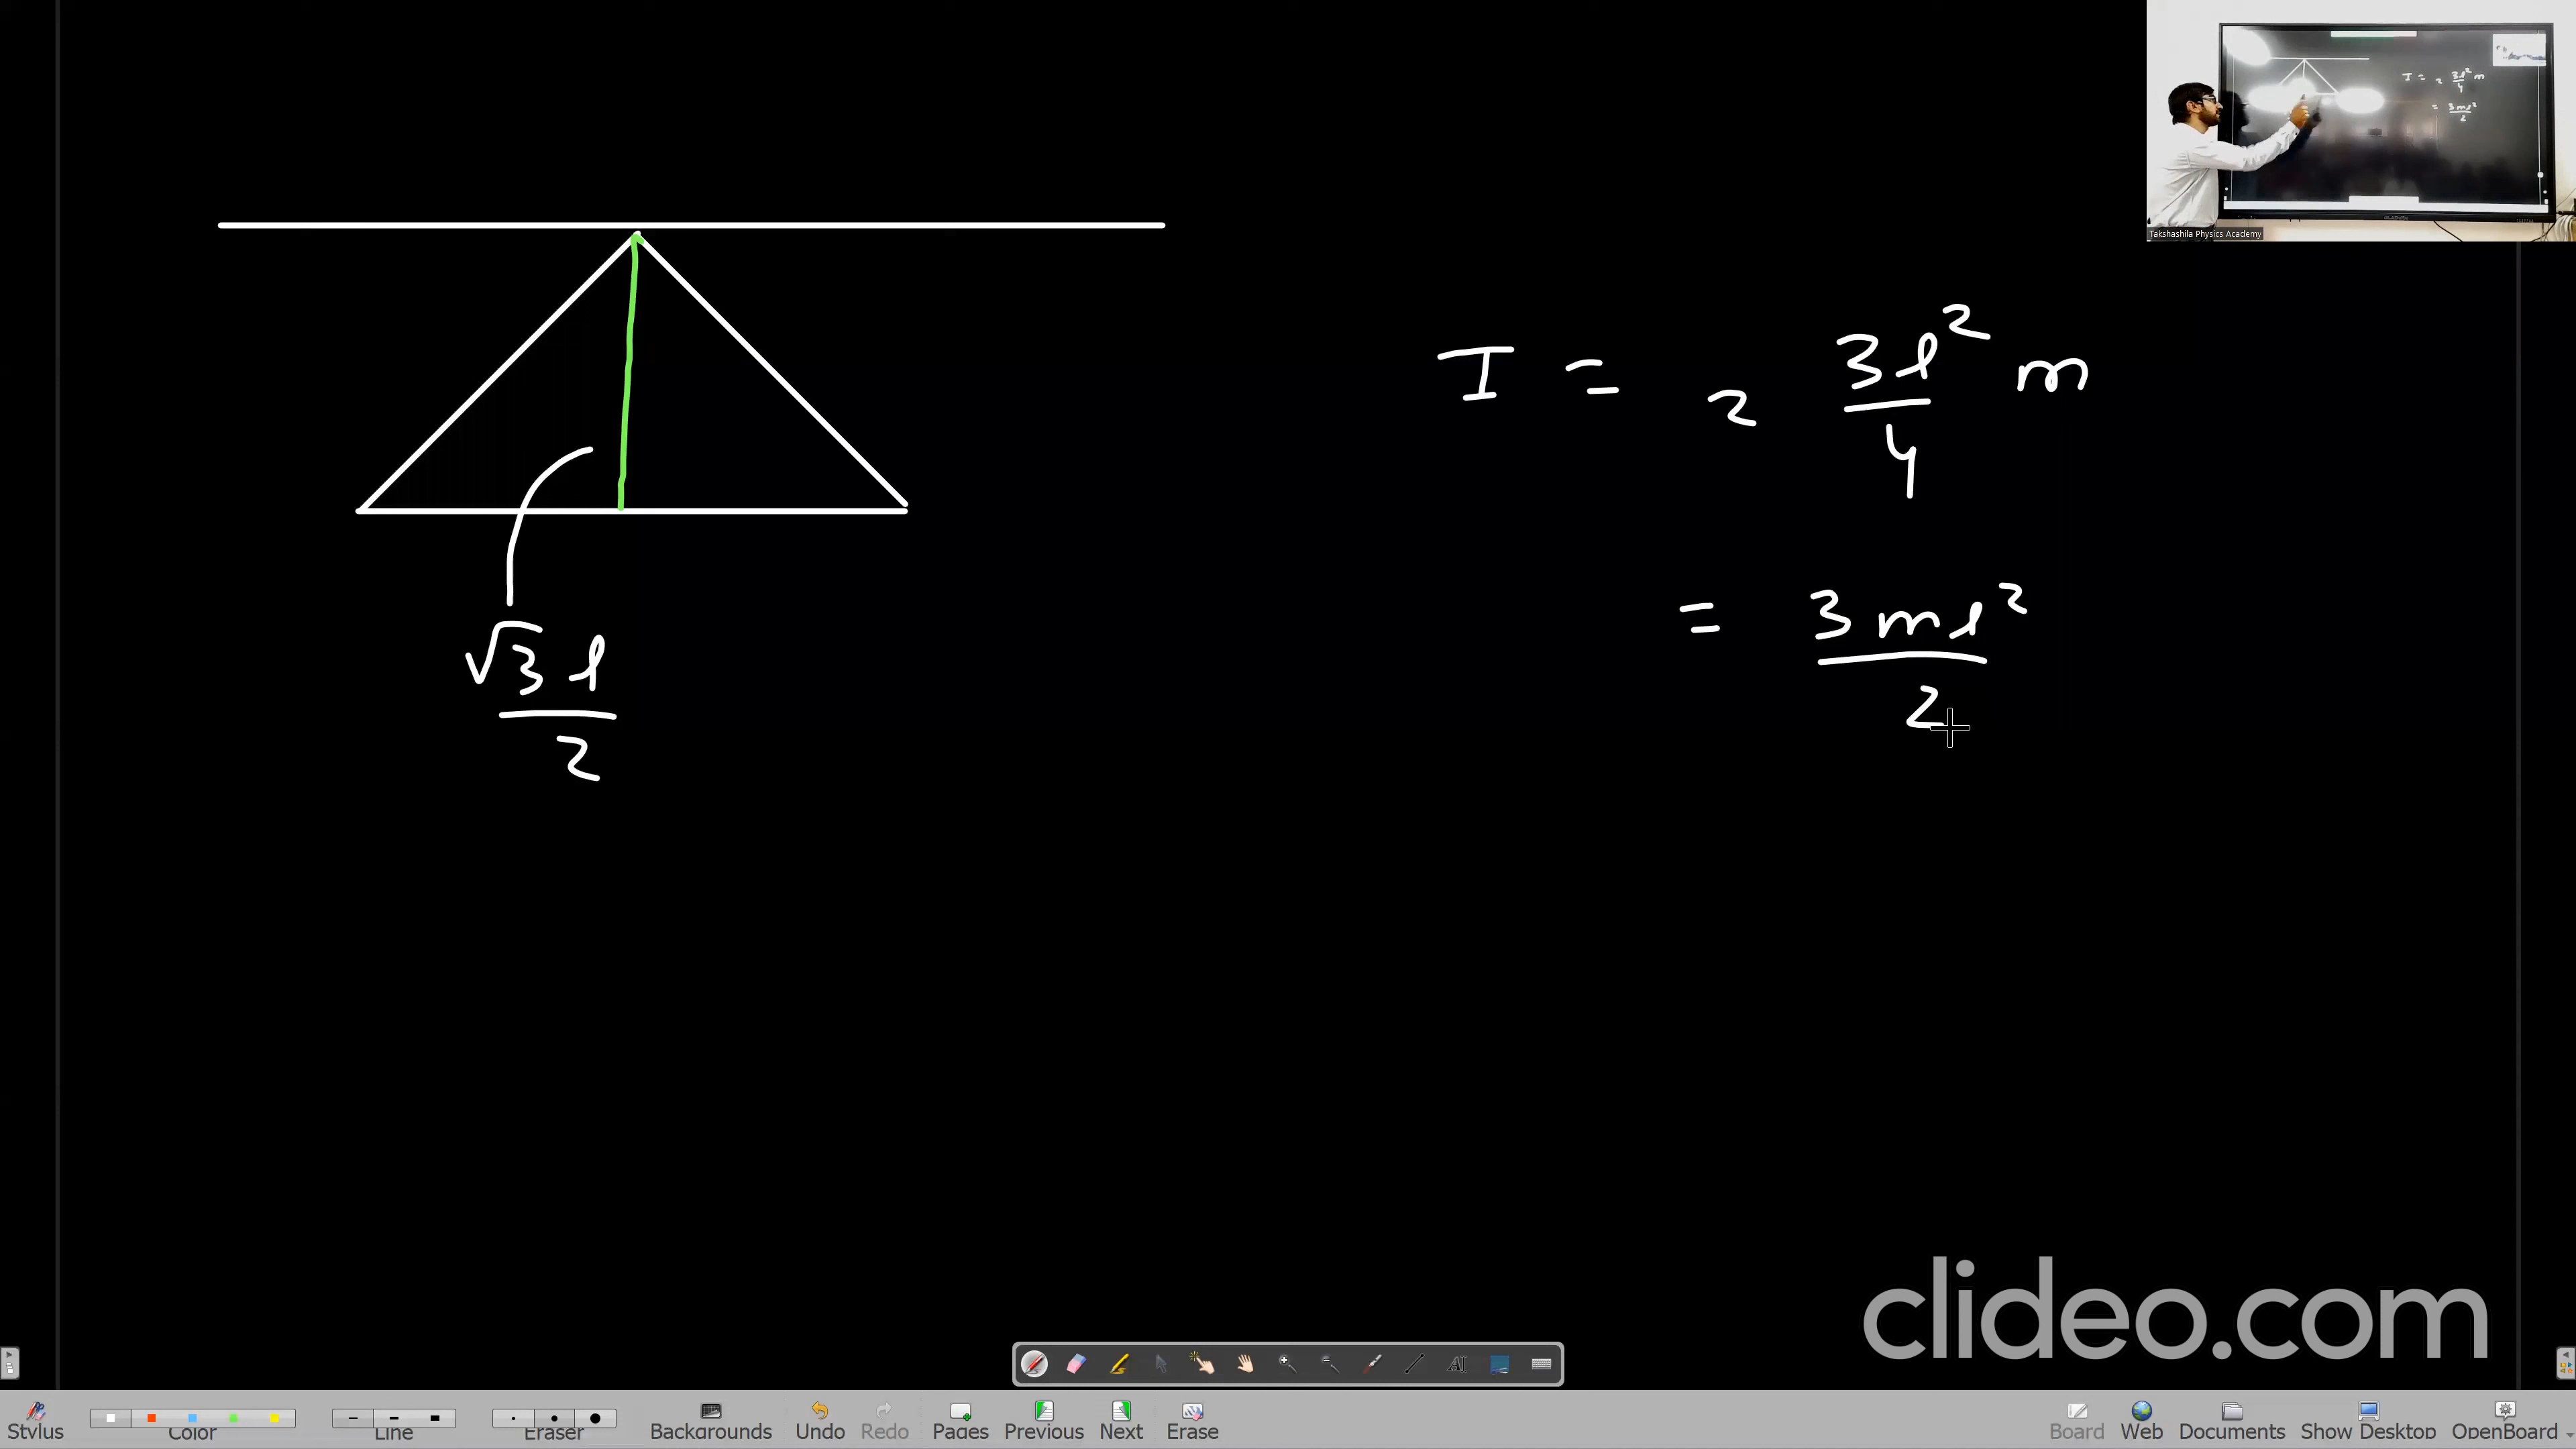 Takshashila Physics Academy
I = 2 3l² m
4
= 3ml²
2
√3 l
2
clideo.com
AI
Stylus
Color
Line
Eraser
Backgrounds
Undo
Redo
Pages
Previous
Next
Erase
Board
Web
Documents
Show Desktop
OpenBoard